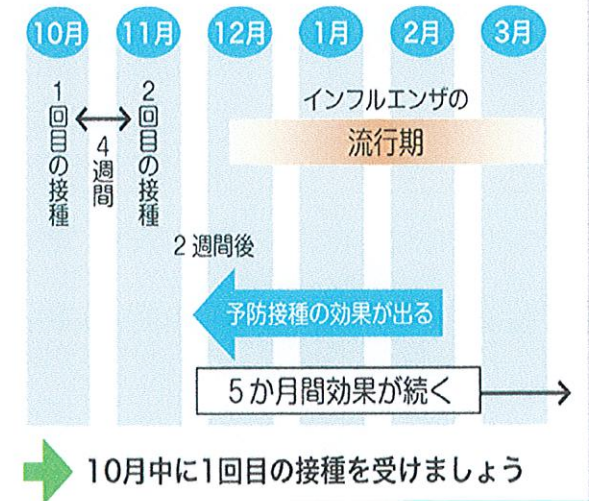 10月 11月 12月 1月 2月 3月
1回目の接種
4週間
2回目の接種
インフルエンザの
流行期
2週間後
予防接種の効果が出る
5か月間効果が続く
10月中に1回目の接種を受けましょう